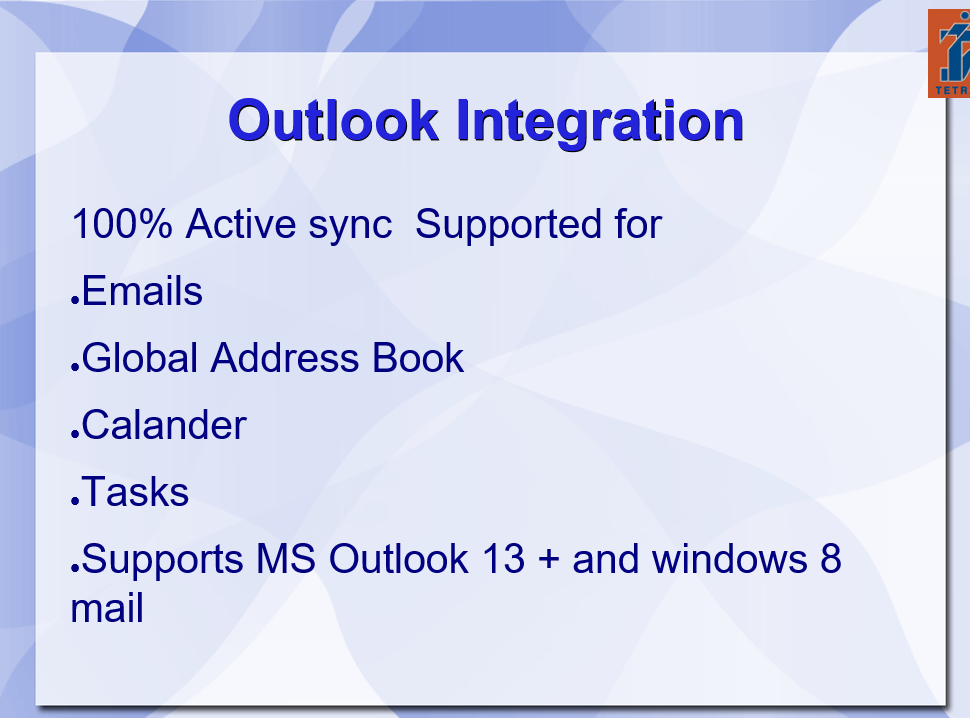 TETR
Outlook Integration
100% Active sync  Supported for
●Emails
●Global Address Book
●Calander
●Tasks
●Supports MS Outlook 13 + and windows 8
mail